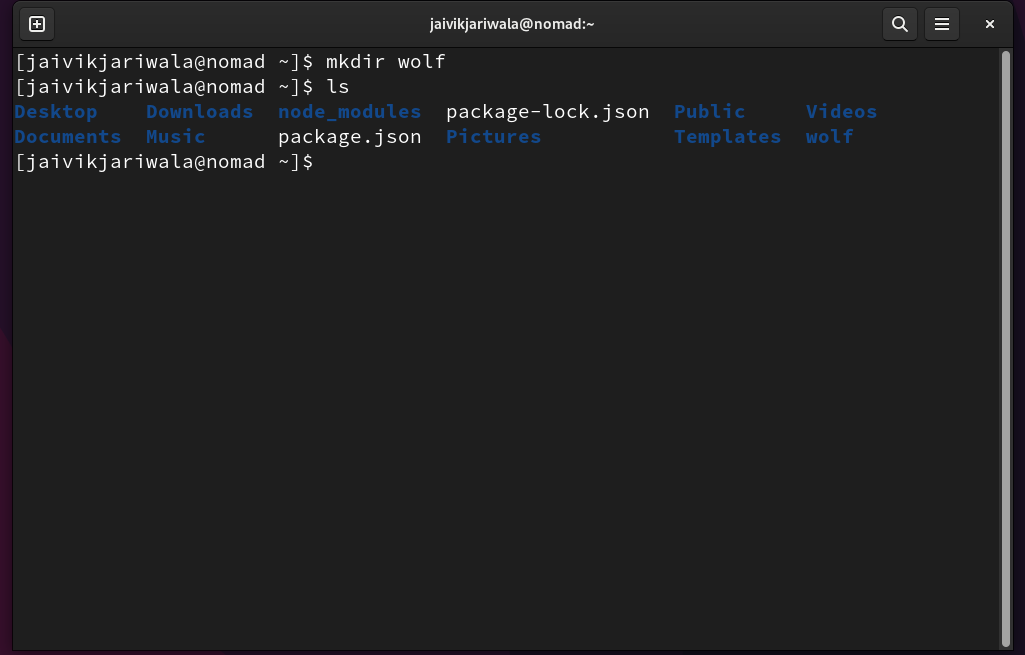 jaivikjariwala@nomad:~
[jaivikjariwala@nomad ~]$ mkdir wolf
[jaivikjariwala@nomad ~]$ ls
Desktop    Downloads  node_modules  package-lock.json  Public     Videos
Documents  Music      package.json  Pictures           Templates  wolf
[jaivikjariwala@nomad ~]$